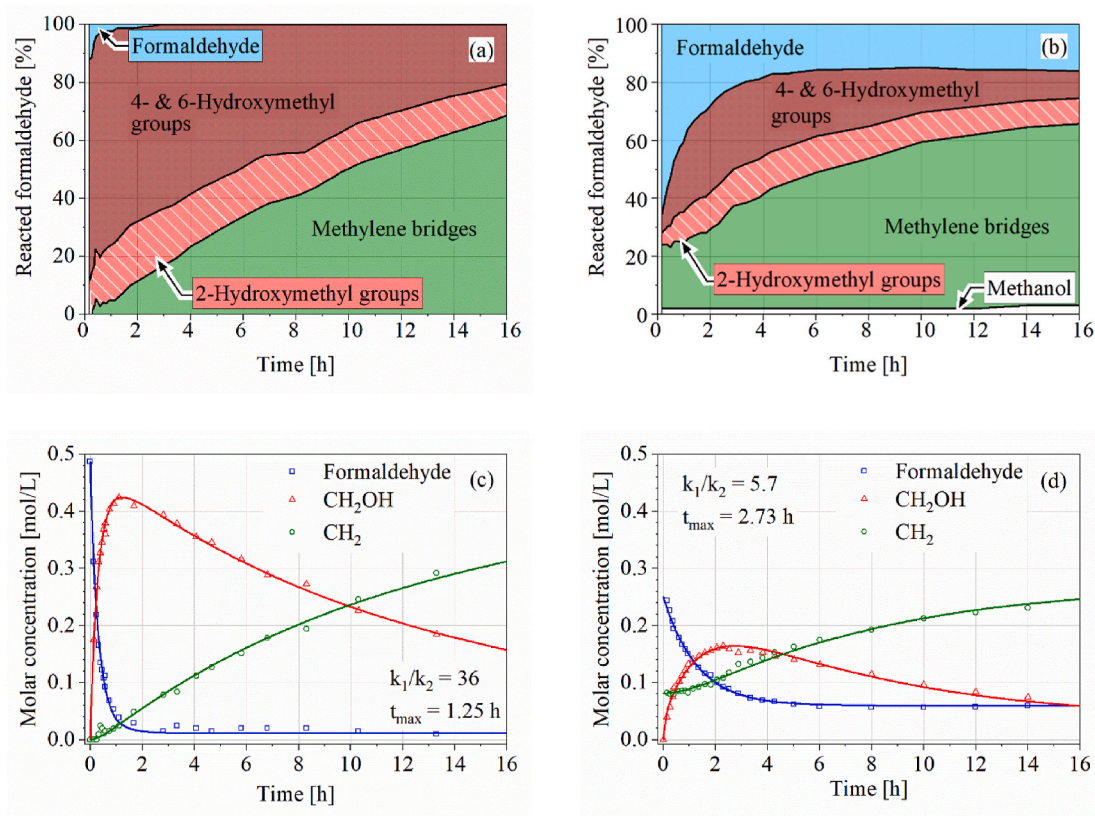 100
80
60
40
20
0
Reacted formaldehyde [%]
(a)
Formaldehyde
4- & 6-Hydroxymethyl
groups
Methylene bridges
2-Hydroxymethyl groups
0 2 4 6 8 10 12 14 16
Time [h]
100
80
60
40
20
0
Reacted formaldehyde [%]
(b)
Formaldehyde
4- & 6-Hydroxymethyl
groups
Methylene bridges
2-Hydroxymethyl groups
Methanol
0 2 4 6 8 10 12 14 16
Time [h]
0.5
0.4
0.3
0.2
0.1
0.0
Molar concentration [mol/L]
Formaldehyde
(c)
CH₂OH
CH₂
k₁/k₂ = 36
tmax = 1.25 h
0 2 4 6 8 10 12 14 16
Time [h]
0.5
0.4
0.3
0.2
0.1
0.0
Molar concentration [mol/L]
k₁/k₂ = 5.7
tmax = 2.73 h
Formaldehyde
(d)
CH₂OH
CH₂
0 2 4 6 8 10 12 14 16
Time [h]